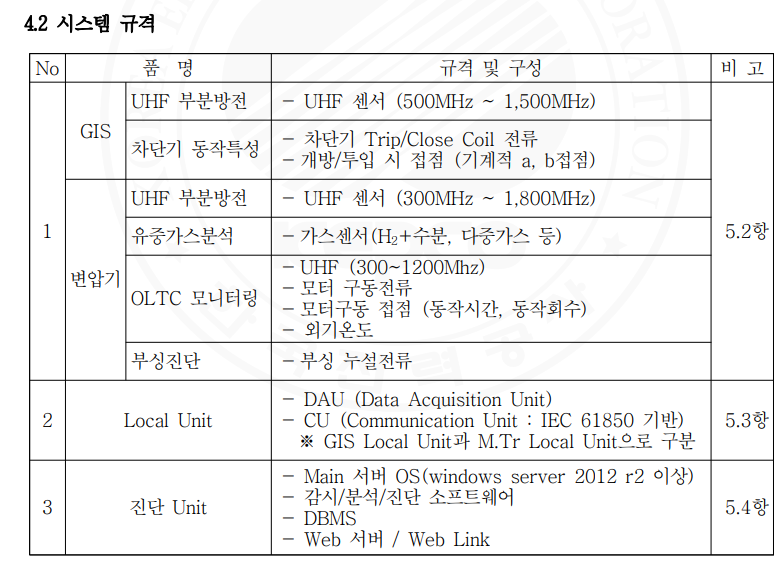 4.2 시스템 규격
No 품 명 규격 및 구성 비 고
1
GIS
UHF 부분방전
- UHF 센서 (500MHz ~ 1,500MHz)
차단기 동작특성
- 차단기 Trip/Close Coil 전류
- 개방/투입 시 접점 (기계적 a, b접점)
변압기
UHF 부분방전
- UHF 센서 (300MHz ~ 1,800MHz)
유중가스분석
- 가스센서(H₂+수분, 다중가스 등)
OLTC 모니터링
- UHF (300~1200Mhz)
- 모터 구동전류
- 모터구동 접점 (동작시간, 동작회수)
- 외기온도
부싱진단
- 부싱 누설전류
5.2항
2
Local Unit
- DAU (Data Acquisition Unit)
- CU (Communication Unit : IEC 61850 기반)
※ GIS Local Unit과 M.Tr Local Unit으로 구분
5.3항
3
진단 Unit
- Main 서버 OS(windows server 2012 r2 이상)
- 감시/분석/진단 소프트웨어
- DBMS
- Web 서버 / Web Link
5.4항